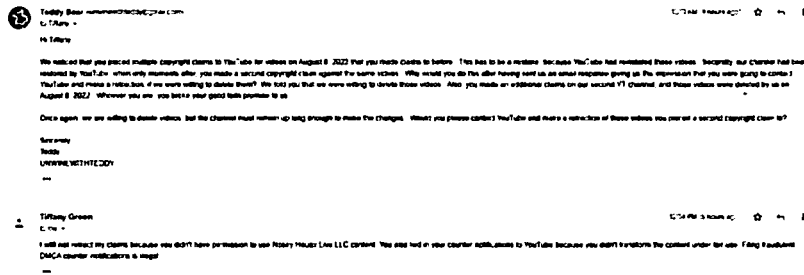 Teddy Beer
to Tiffany
Hi Tiffany
We noticed that you placed multiple copyright claims to YouTube for videos on August 8, 2022 that you made claims to before. This has to be a mistake because YouTube had reinstated those videos. Secondly, our channel had been
restored by YouTube, when only moments after, you made a second copyright claim against the same videos. Why would you do this after having sent us an email response giving us the impression that you were going to contact
YouTube and make a retraction, if we were willing to delete them? We told you that we were willing to delete those videos. Also, you made an additional claims on our second YT channel, and those videos were deleted by us on
August 8, 2022. Whoever you are, you broke your good faith promise to us.
Once again, we are willing to delete videos, but the channel must remain up long enough to make the changes. Would you please contact YouTube and make a retraction of those videos you placed a second copyright claim to?
Sincerely
Teddy
UNWINEWITHTEDDY
Tiffany Green
to me
I will not retract my claims because you didn't have permission to use Nosey House Live LLC content. You also lied in your counter notifications to YouTube because you didn't transform the content under fair use. Filing fraudulent
DMCA counter notifications is illegal